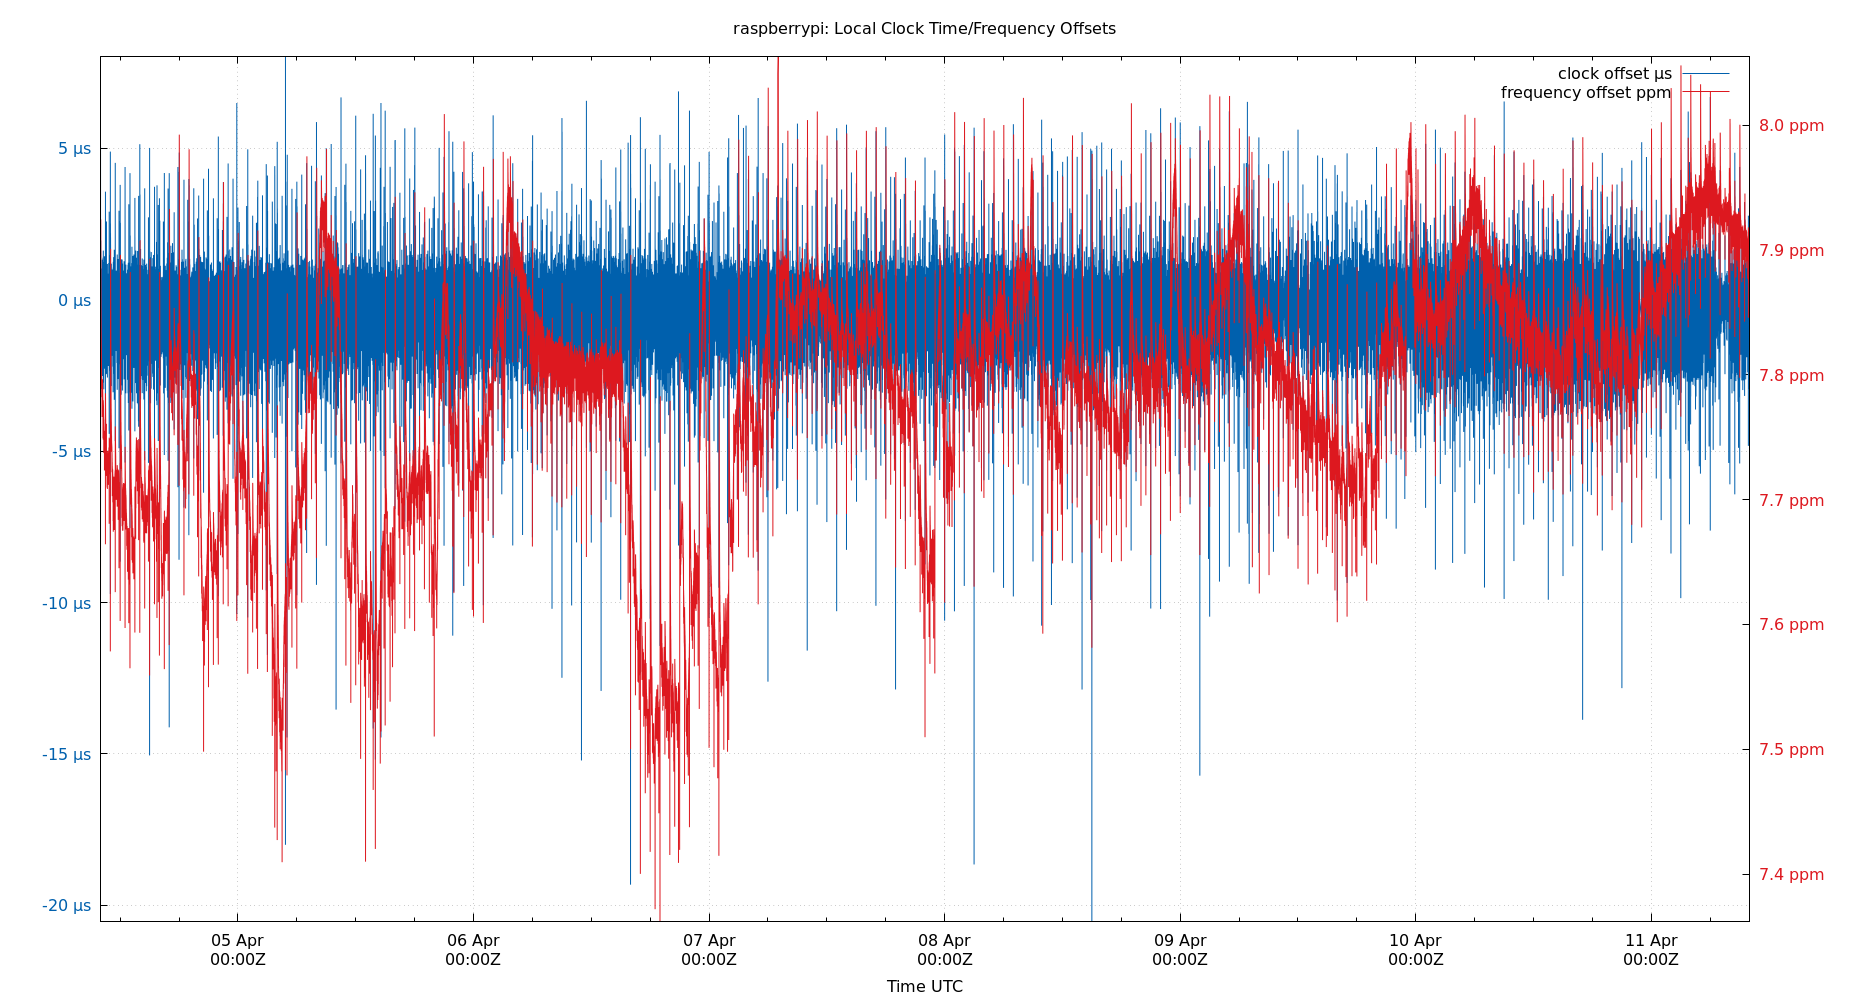 raspberrypi: Local Clock Time/Frequency Offsets
clock offset µs
frequency offset ppm
5 µs
0 µs
-5 µs
-10 µs
-15 µs
-20 µs
8.0 ppm
7.9 ppm
7.8 ppm
7.7 ppm
7.6 ppm
7.5 ppm
7.4 ppm
05 Apr 06 Apr 07 Apr 08 Apr 09 Apr 10 Apr 11 Apr
00:00Z 00:00Z 00:00Z 00:00Z 00:00Z 00:00Z 00:00Z
Time UTC